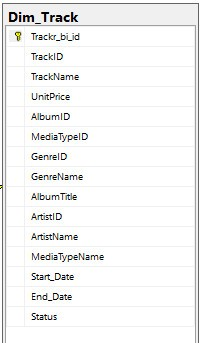 Dim_Track
Trackr_bi_id
TrackID
TrackName
UnitPrice
AlbumID
MediaTypeID
GenreID
GenreName
AlbumTitle
ArtistID
ArtistName
MediaTypeName
Start_Date
End_Date
Status